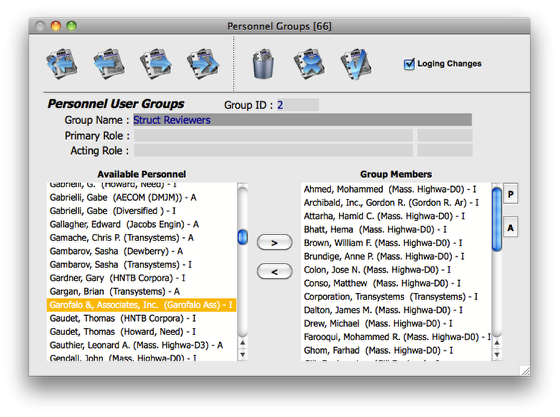 Personnel Groups [66]
Loging Changes
Personnel User Groups
Group ID : 2
Group Name : Struct Reviewers
Primary Role :
Acting Role :
Available Personnel
Gabrielli, G. (Howard, Need) - I
Gabrielli, Gabe (AECOM (DMJM)) - I
Gabrielli, Gabe (Diversified ) - I
Gallagher, Edward (Jacobs Engin) - A
Gamache, Chris P. (Transystems) - A
Gambarov, Sasha (Dewberry) - A
Gambarov, Sasha (Transystems) - I
Gardner, Gary (HNTB Corpora) - I
Gargan, Brian (Transystems) - A
Garofalo &, Associates, Inc. (Garofalo Ass) - I
Gaudet, Thomas (HNTB Corpora) - I
Gaudet, Thomas (Howard, Need) - I
Gauthier, Leonard A. (Mass. Highwa-D3) - A
Gendall, John (Mass. Highwa-D0) - I
>
<
Group Members
Ahmed, Mohammed (Mass. Highwa-D0) - I
Archibald, Inc., Gordon R. (Gordon R. Ar) - I
Attarha, Hamid C. (Mass. Highwa-D0) - I
Bhatt, Hema (Mass. Highwa-D0) - I
Brown, William F. (Mass. Highwa-D0) - I
Brundige, Anne P. (Mass. Highwa-D0) - I
Colon, Jose N. (Mass. Highwa-D0) - I
Conso, Matthew (Mass. Highwa-D0) - I
Corporation, Transystems (Transystems) - I
Dalton, James M. (Mass. Highwa-D0) - I
Drew, Michael (Mass. Highwa-D0) - I
Farooqui, Mohammed R. (Mass. Highwa-D0) - I
Ghom, Farhad (Mass. Highwa-D0) - I
P
A